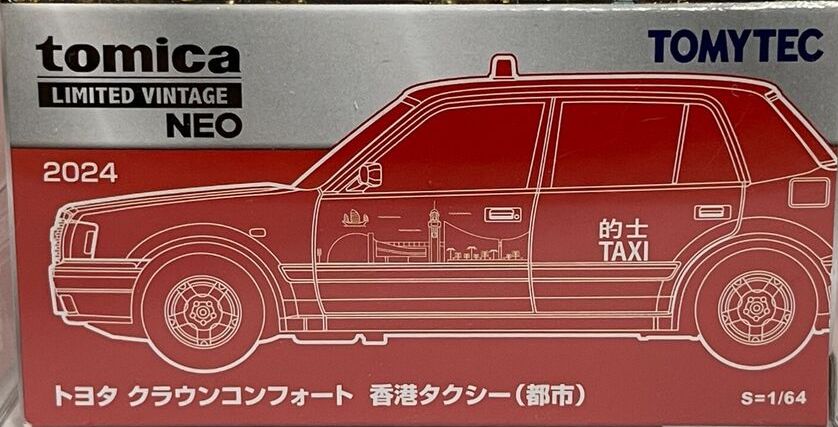 tomica
LIMITED VINTAGE
NEO
TOMYTEC
2024
的士
TAXI
トヨタ クラウンコンフォート 香港タクシー(都市)
S=1/64